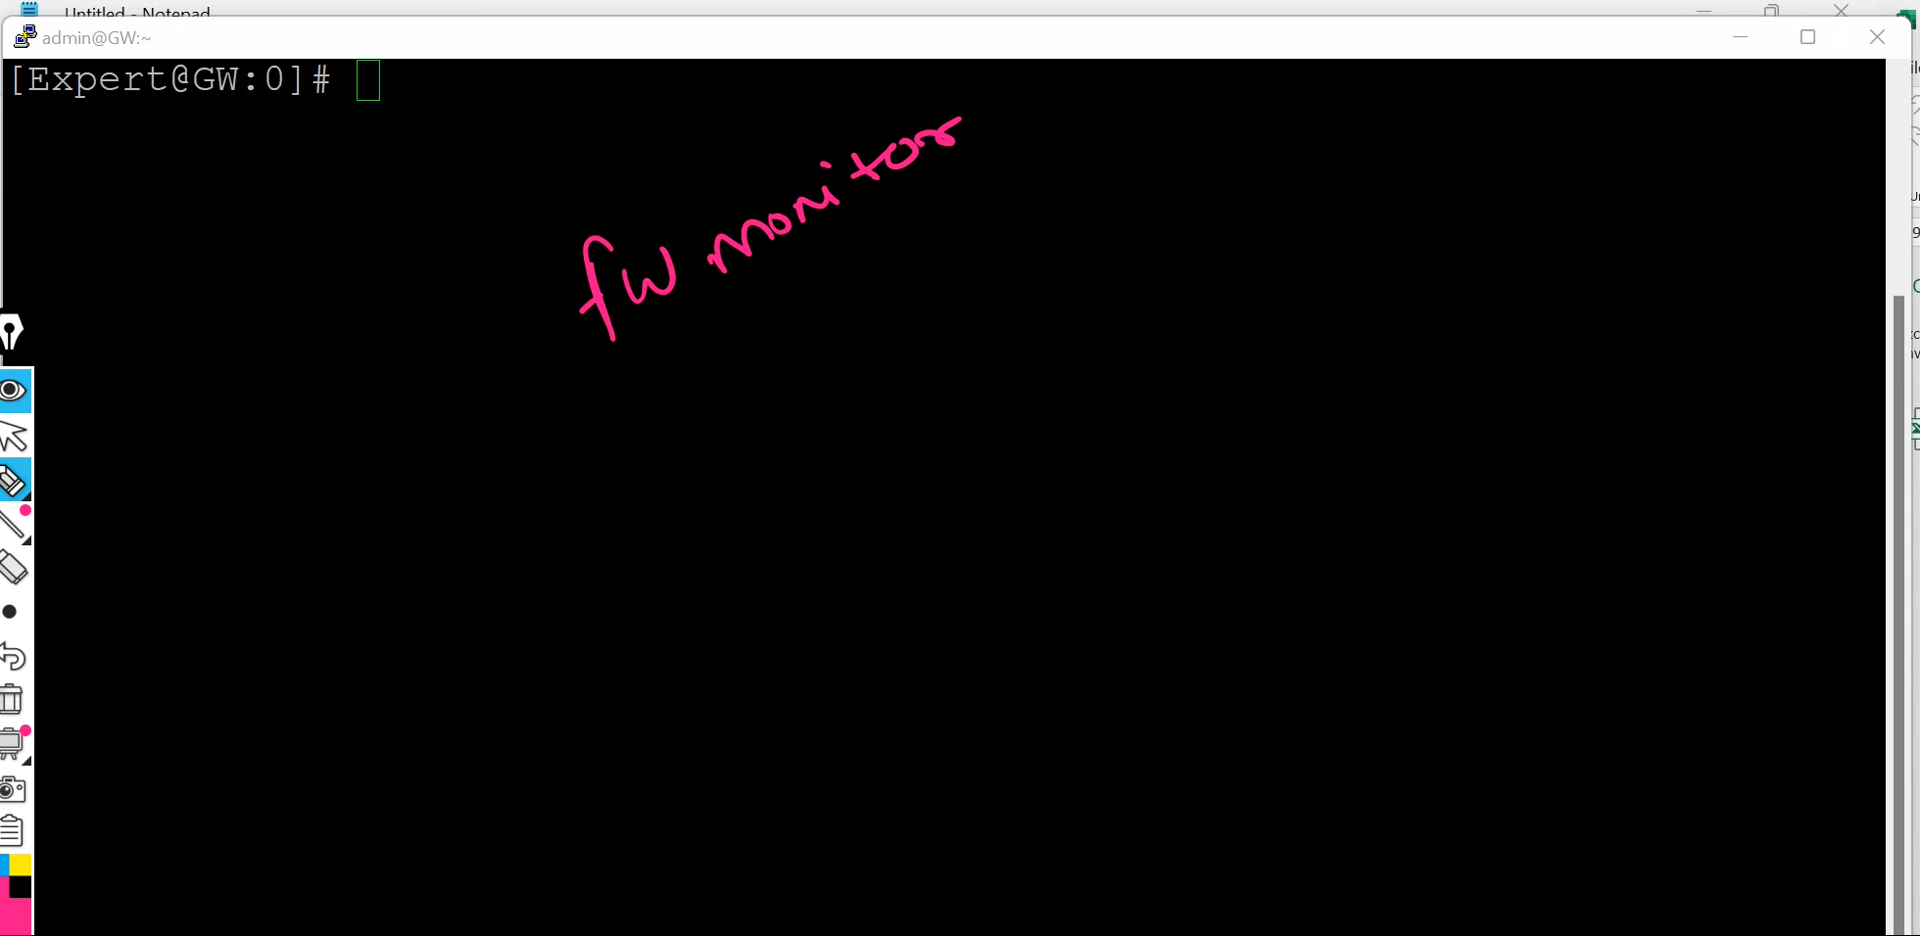 Untitled - Notepad
admin@GW:~
[Expert@GW:0]#
fw monitor